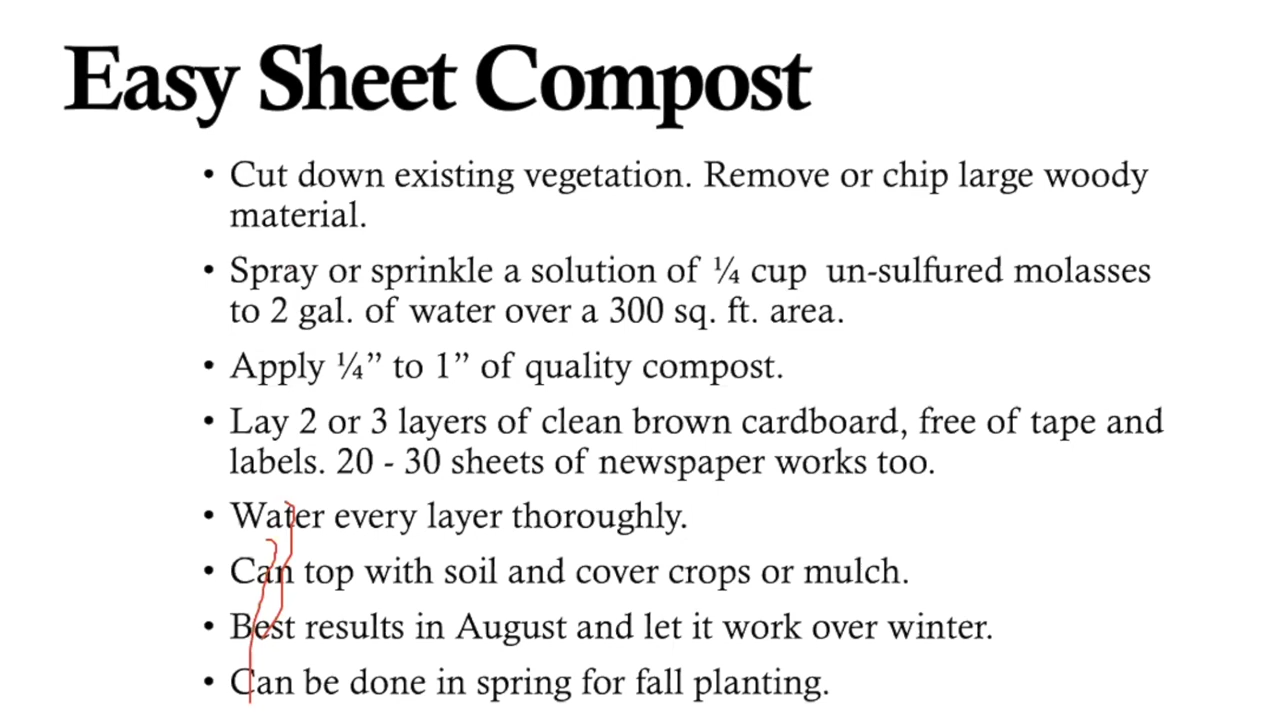 Easy Sheet Compost
• Cut down existing vegetation. Remove or chip large woody
material.
• Spray or sprinkle a solution of ¼ cup  un-sulfured molasses
to 2 gal. of water over a 300 sq. ft. area.
• Apply ¼” to 1” of quality compost.
• Lay 2 or 3 layers of clean brown cardboard, free of tape and
labels. 20 - 30 sheets of newspaper works too.
• Water every layer thoroughly.
• Can top with soil and cover crops or mulch.
• Best results in August and let it work over winter.
• Can be done in spring for fall planting.